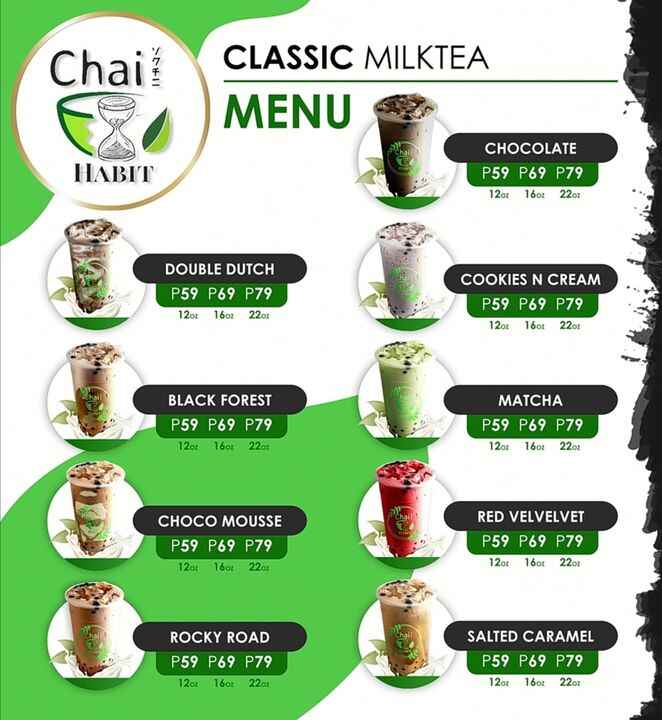 Chai
ソクチニ
HABIT
CLASSIC MILKTEA
MENU
CHOCOLATE
P59 P69 P79
12oz 16oz 22oz
DOUBLE DUTCH
P59 P69 P79
12oz 16oz 22oz
COOKIES N CREAM
P59 P69 P79
12oz 16oz 22oz
BLACK FOREST
P59 P69 P79
12oz 16oz 22oz
MATCHA
P59 P69 P79
12oz 16oz 22oz
CHOCO MOUSSE
P59 P69 P79
12oz 16oz 22oz
RED VELVELVET
P59 P69 P79
12oz 16oz 22oz
ROCKY ROAD
P59 P69 P79
12oz 16oz 22oz
SALTED CARAMEL
P59 P69 P79
12oz 16oz 22oz